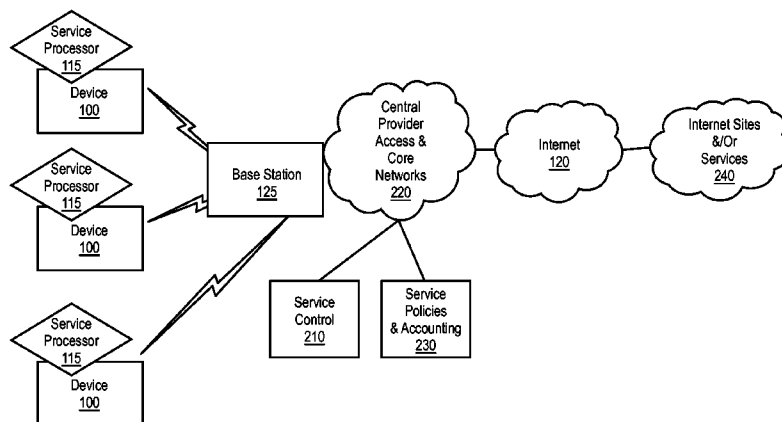 Service
Processor
115
Device
100
Service
Processor
115
Device
100
Service
Processor
115
Device
100
Base Station
125
Central
Provider
Access &
Core
Networks
220
Service
Control
210
Service
Policies
& Accounting
230
Internet
120
Internet Sites
&/Or
Services
240